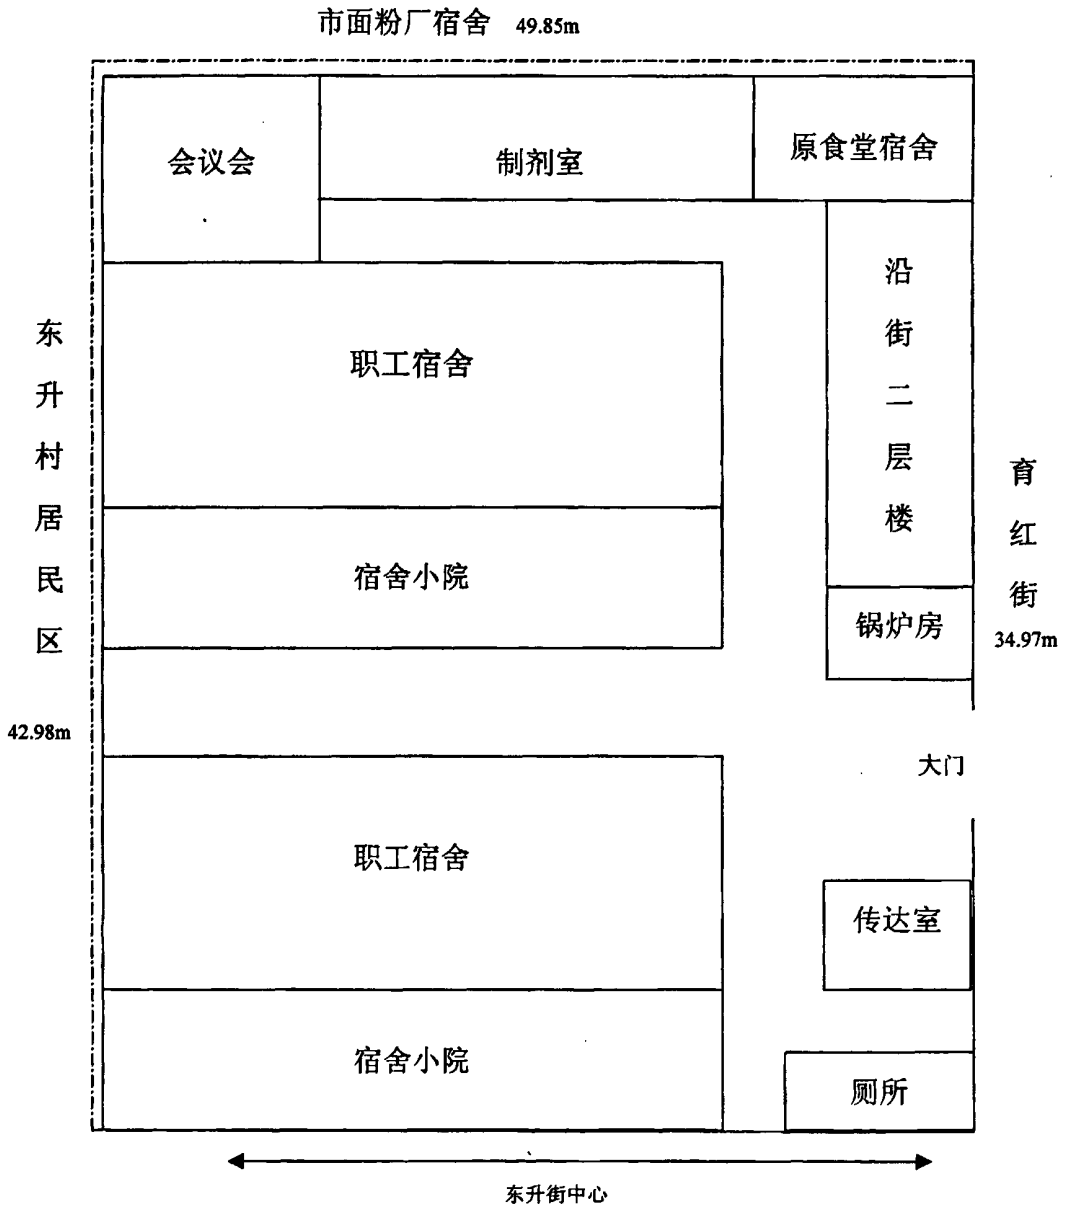 市面粉厂宿舍 49.85m
会议会
制剂室
原食堂宿舍
沿街二层楼
职工宿舍
东升村居民区
育红街
宿舍小院
锅炉房
34.97m
42.98m
大门
职工宿舍
传达室
宿舍小院
厕所
东升街中心